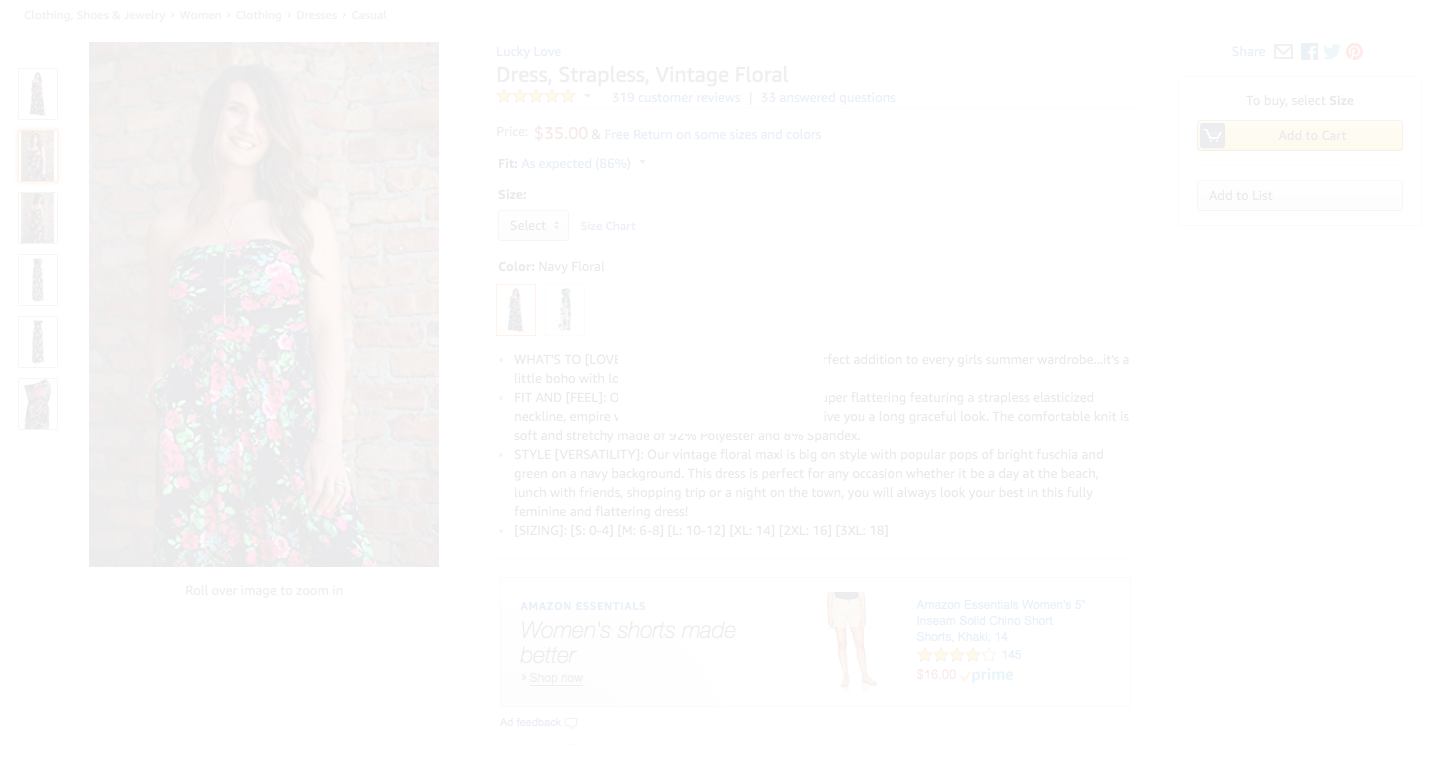 Clothing, Shoes & Jewelry › Women › Clothing › Dresses › Casual
Lucky Love
Dress, Strapless, Vintage Floral
319 customer reviews | 33 answered questions
Price: $35.00 & Free Return on some sizes and colors
Fit: As expected (86%)
Size:
Select
Size Chart
Color: Navy Floral
WHAT'S TO [LOVE addition to every girls summer wardrobe...it's a
little boho with
FIT AND [FEEL]: flattering featuring a strapless elasticized
neckline, empire you a long graceful look. The comfortable knit is
soft and stretchy made of 92% Polyester and 8% Spandex.
STYLE [VERSATILITY]: Our vintage floral maxi is big on style with popular pops of bright fuschia and
green on a navy background. This dress is perfect for any occasion whether it be a day at the beach,
lunch with friends, shopping trip or a night on the town, you will always look your best in this fully
feminine and flattering dress!
[SIZING]: [S: 0-4] [M: 6-8] [L: 10-12] [XL: 14] [2XL: 16] [3XL: 18]
Roll over image to zoom in
AMAZON ESSENTIALS
Women's shorts made
better
› Shop now
Amazon Essentials Women's 5"
Inseam Solid Chino Short
Shorts, Khaki, 14
145
$16.00 prime
Ad feedback
Share
To buy, select Size
Add to Cart
Add to List